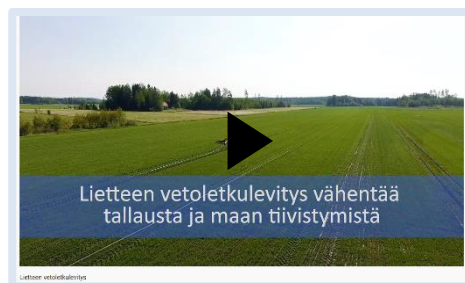 Lietteen vetoletkulevitys vähentää
tallausta ja maan tiivistymistä
Lietteen vetoletkulevitys